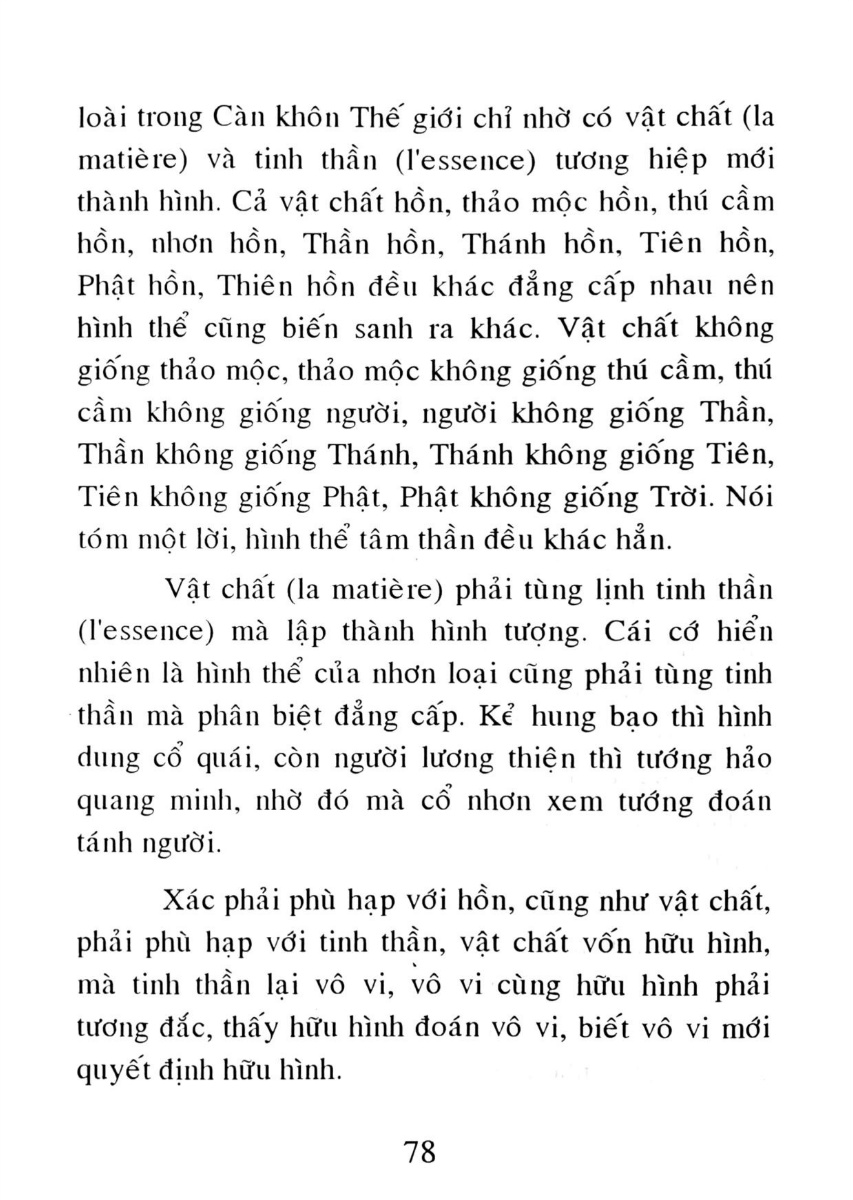 loài trong Càn khôn Thế giới chỉ nhờ có vật chất (la
matière) và tinh thần (l'essence) tương hiệp mới
thành hình. Cả vật chất hồn, thảo mộc hồn, thú cầm
hồn, nhơn hồn, Thần hồn, Thánh hồn, Tiên hồn,
Phật hồn, Thiên hồn đều khác đẳng cấp nhau nên
hình thể cũng biến sanh ra khác. Vật chất không
giống thảo mộc, thảo mộc không giống thú cầm, thú
cầm không giống người, người không giống Thần,
Thần không giống Thánh, Thánh không giống Tiên,
Tiên không giống Phật, Phật không giống Trời. Nói
tóm một lời, hình thể tâm thần đều khác hẳn.
Vật chất (la matière) phải tùng lịnh tinh thần
(l'essence) mà lập thành hình tượng. Cái cớ hiển
nhiên là hình thể của nhơn loại cũng phải tùng tinh
thần mà phân biệt đẳng cấp. Kẻ hung bạo thì hình
dung cổ quái, còn người lương thiện thì tướng hảo
quang minh, nhờ đó mà cổ nhơn xem tướng đoán
tánh người.
Xác phải phù hạp với hồn, cũng như vật chất,
phải phù hạp với tinh thần, vật chất vốn hữu hình,
mà tinh thần lại vô vi, vô vi cùng hữu hình phải
tương đắc, thấy hữu hình đoán vô vi, biết vô vi mới
quyết định hữu hình.
78